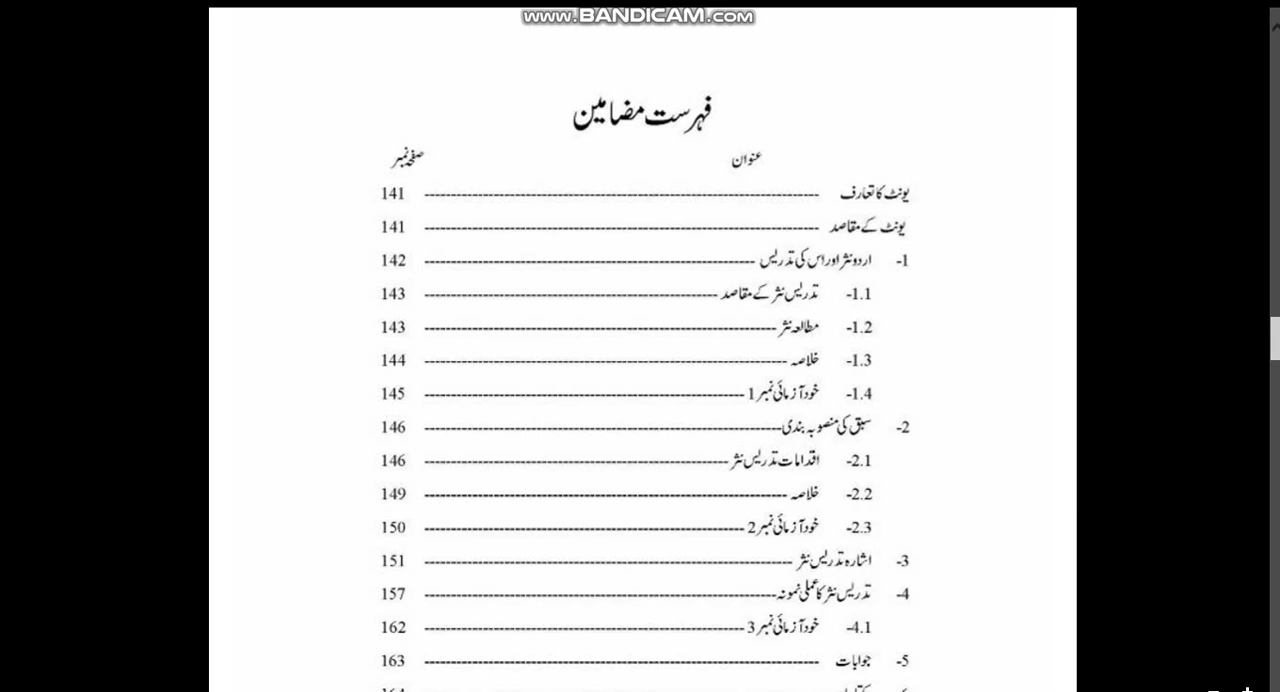 WWW.BANDICAM.COM
فہرست مضامین
عنوان صفحہ نمبر
یونٹ کا تعارف ------------------------------ 141
یونٹ کے مقاصد ------------------------------ 141
1- اردو نثر اور اس کی تدریس ------------------------------ 142
1.1- تدریس نثر کے مقاصد ------------------------------ 143
1.2- مطالعہ نثر ------------------------------ 143
1.3- خلاصہ ------------------------------ 144
1.4- خود آزمائی نمبر 1 ------------------------------ 145
2- سبق کی منصوبہ بندی ------------------------------ 146
2.1- اقدامات تدریس نثر ------------------------------ 146
2.2- خلاصہ ------------------------------ 149
2.3- خود آزمائی نمبر 2 ------------------------------ 150
3- اشارہ تدریس نثر ------------------------------ 151
4- تدریس نثر کا عملی نمونہ ------------------------------ 157
4.1- خود آزمائی نمبر 3 ------------------------------ 162
5- جوابات ------------------------------ 163